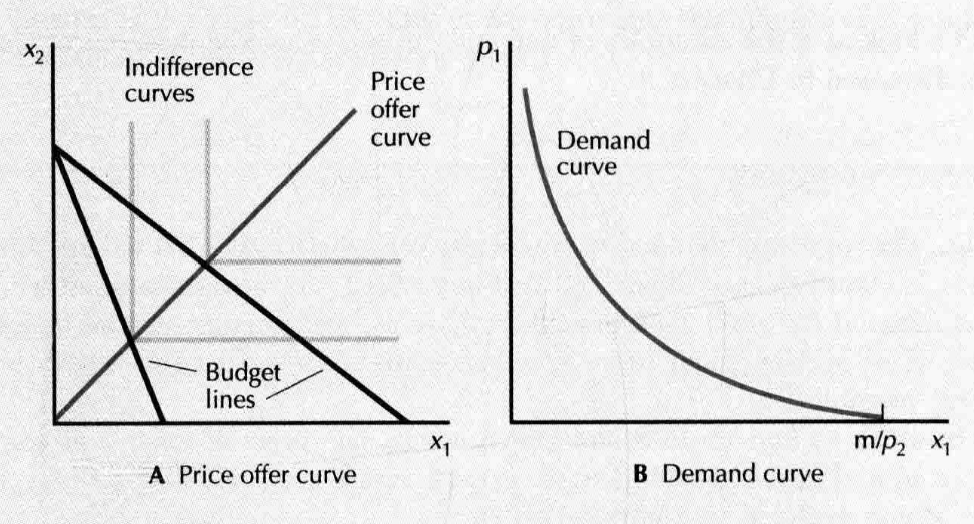 x2
Indifference
curves
Price
offer
curve
Budget
lines
x1
A Price offer curve
p1
Demand
curve
m/p2 x1
B Demand curve